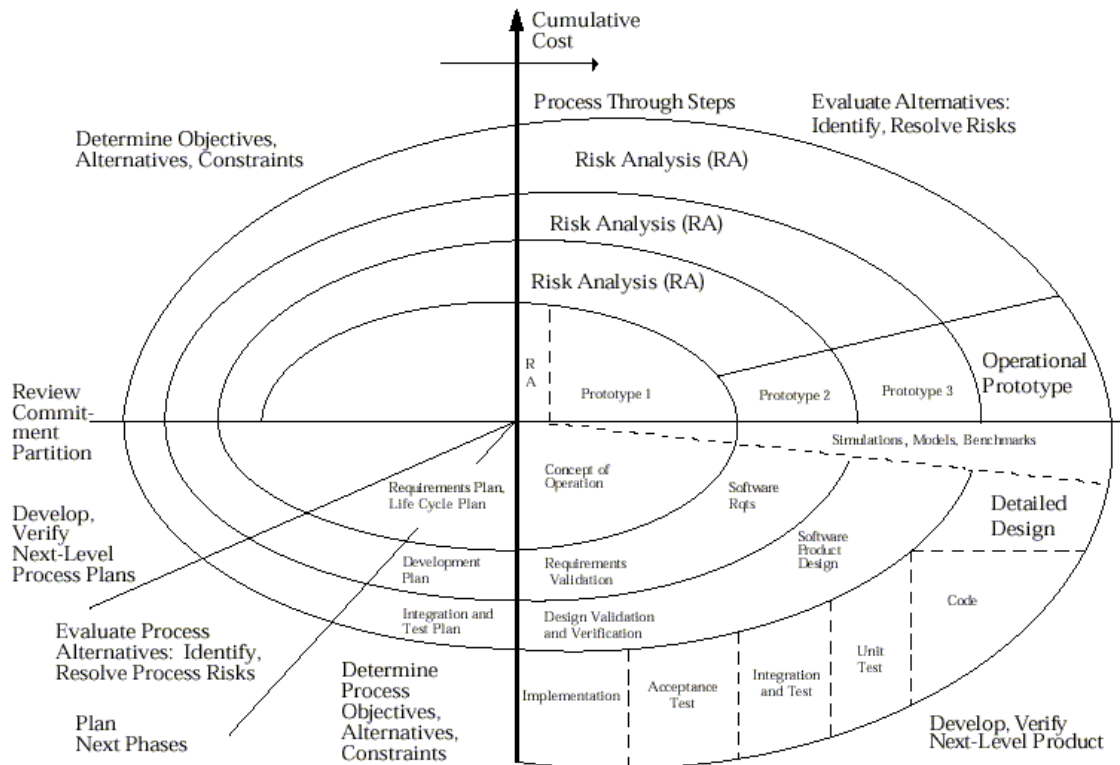 Cumulative
Cost
Process Through Steps
Evaluate Alternatives:
Identify, Resolve Risks
Determine Objectives,
Alternatives, Constraints
Risk Analysis (RA)
Risk Analysis (RA)
Risk Analysis (RA)
R
A
Prototype 1
Prototype 2
Prototype 3
Operational
Prototype
Review
Commit-
ment
Partition
Simulations, Models, Benchmarks
Requirements Plan,
Life Cycle Plan
Concept of
Operation
Software
Rqts
Detailed
Design
Develop,
Verify
Next-Level
Process Plans
Software
Product
Design
Development
Plan
Requirements
Validation
Code
Integration and
Test Plan
Design Validation
and Verification
Evaluate Process
Alternatives: Identify,
Resolve Process Risks
Unit
Test
Integration
and Test
Acceptance
Test
Implementation
Determine
Process
Objectives,
Alternatives,
Constraints
Plan
Next Phases
Develop, Verify
Next-Level Product